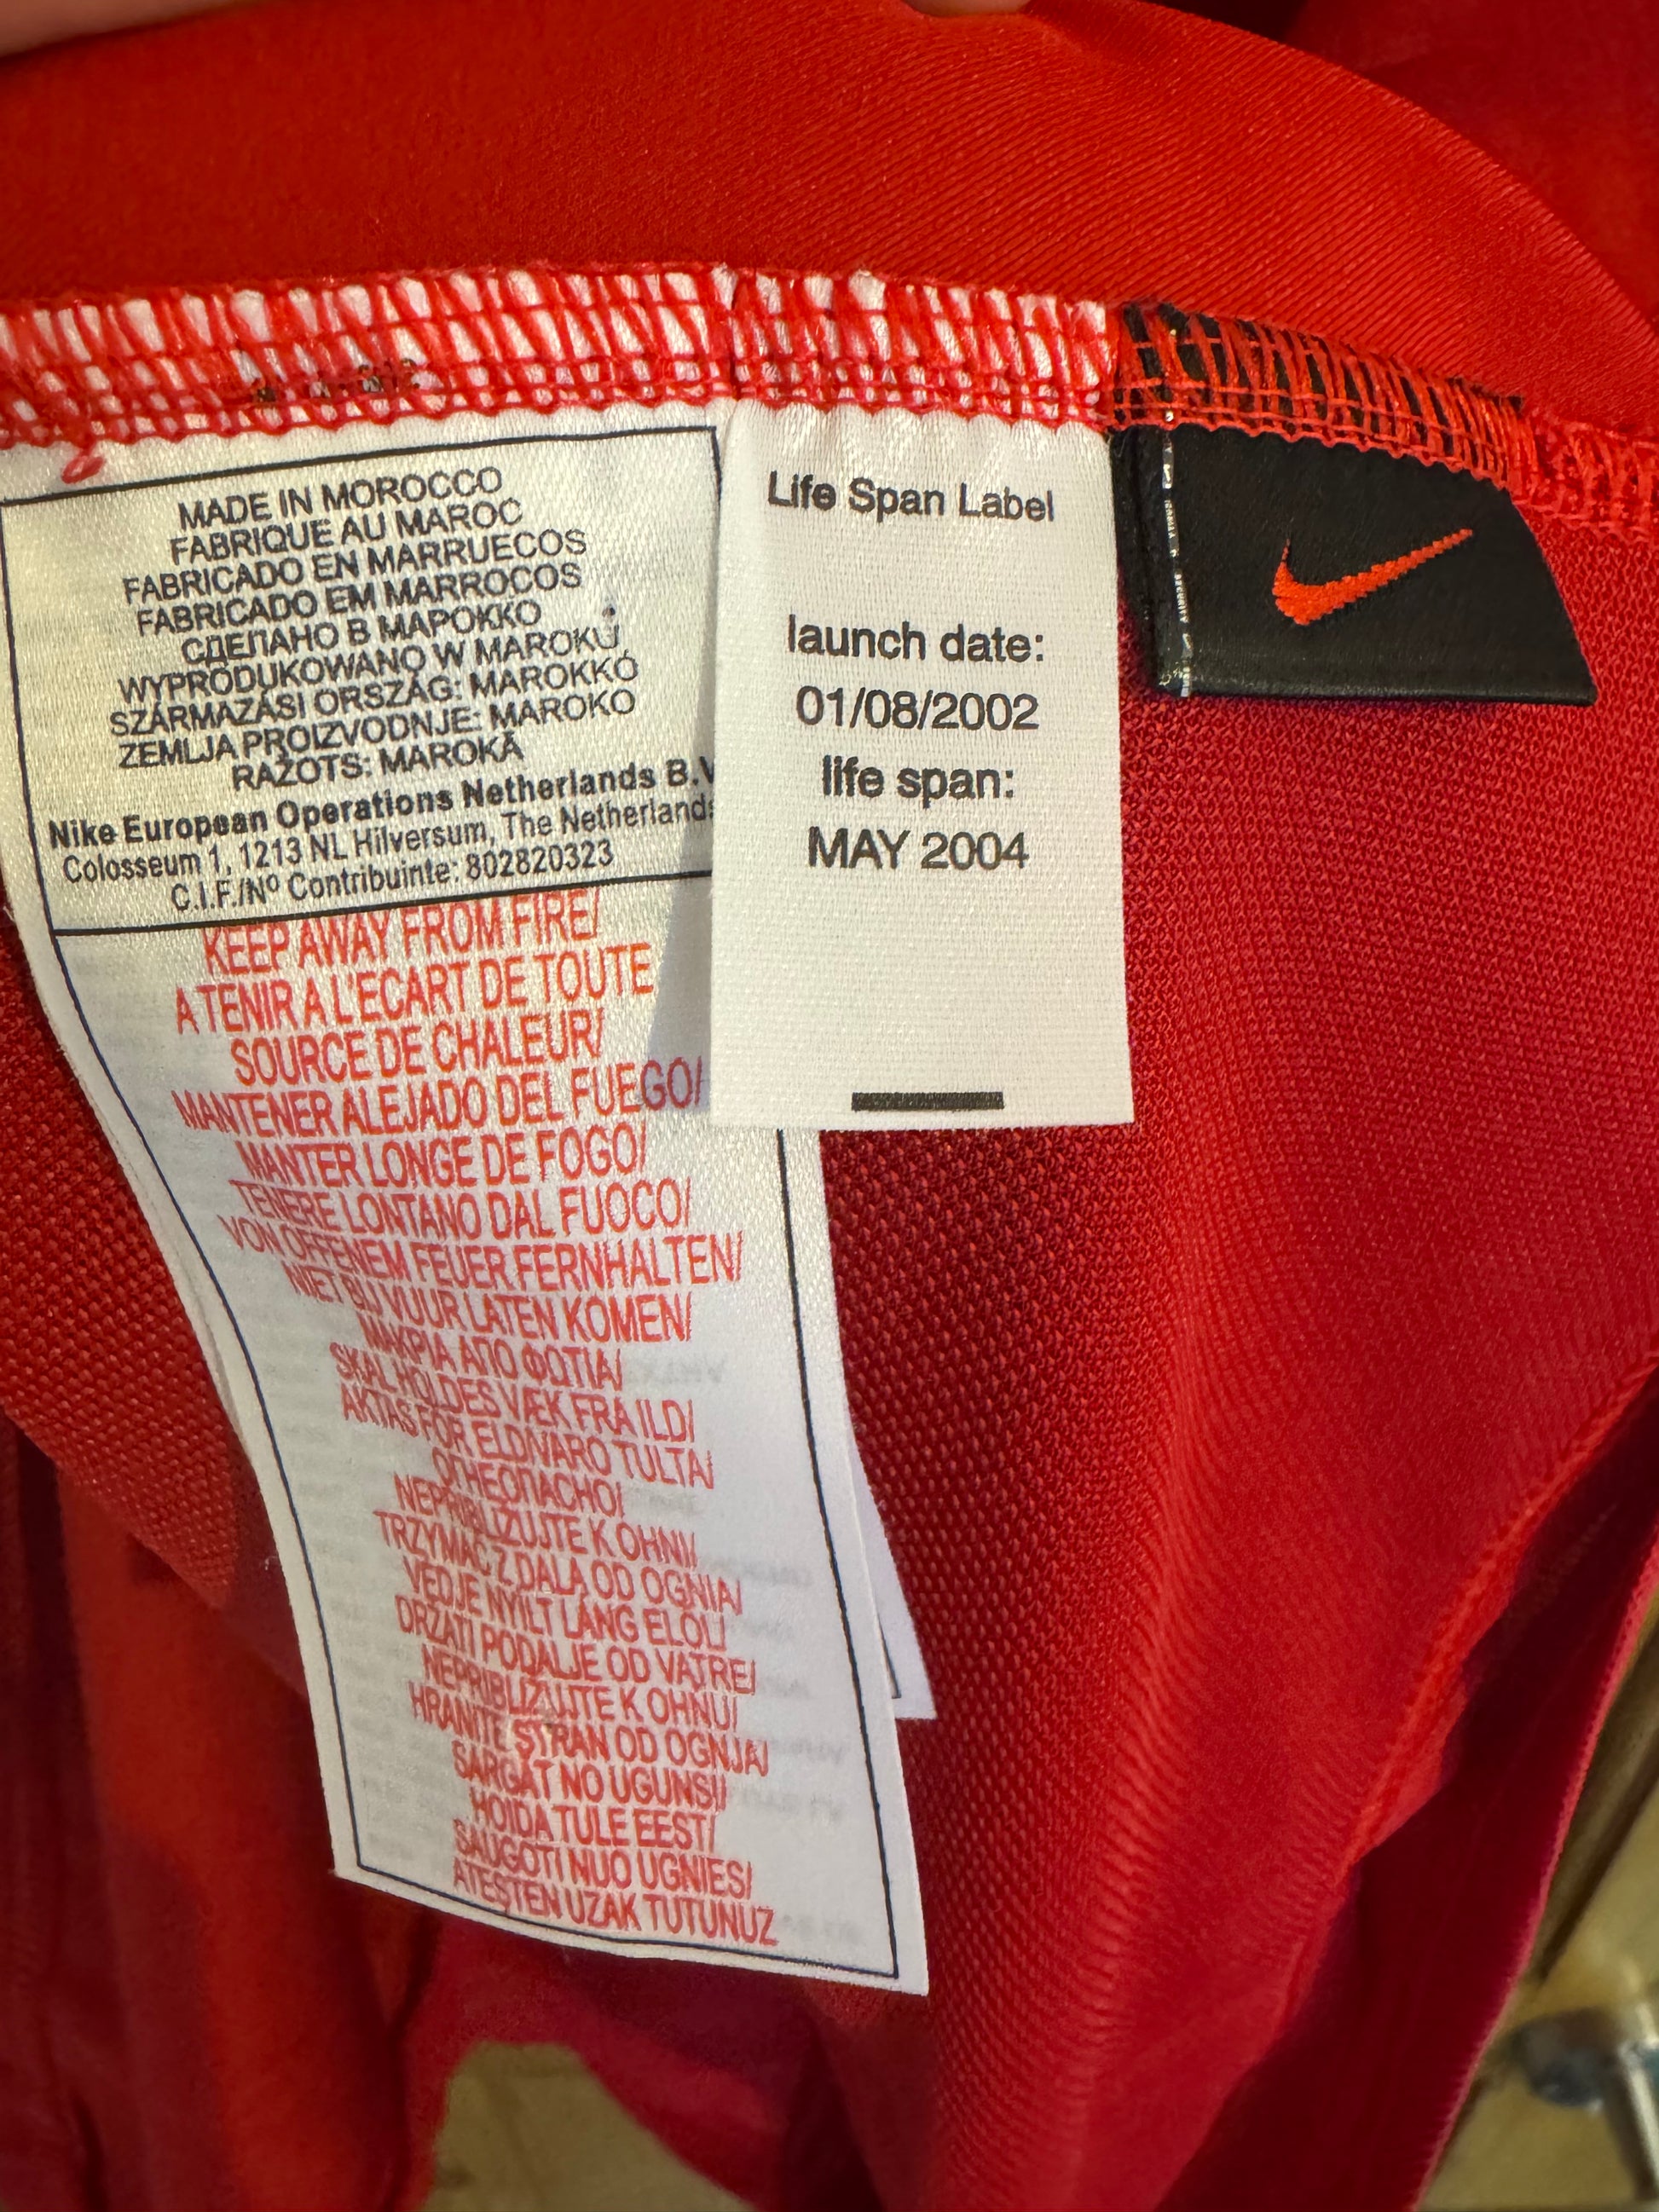 MADE IN MOROCCO
FABRIQUE AU MAROC
FABRICADO EN MARRUECOS
FABRICADO EM MARROCOS
СДЕЛАНО В МАРОККО
WYPRODUKOWANO W MAROKU
SZÁRMAZÁSI ORSZÁG: MAROKKÓ
ZEMLJA PROIZVODNJE: MAROKO
RAŽOTS: MAROKĀ
Nike European Operations Netherlands B.V
Colosseum 1, 1213 NL Hilversum, The Netherlands
C.I.F./Nº Contribuinte: 802820323
KEEP AWAY FROM FIRE/
A TENIR A L'ECART DE TOUTE
SOURCE DE CHALEUR/
MANTENER ALEJADO DEL FUEGO/
MANTER LONGE DE FOGO/
TENERE LONTANO DAL FUOCO/
VON OFFENEM FEUER FERNHALTEN/
NIET BIJ VUUR LATEN KOMEN/
ΜΑΚΡΙΑ ΑΠΟ ΦΩΤΙΑ/
SKAL HOLDES VÆK FRA ILD/
AKTAS FÖR ELD/VARO TULTA/
ОГНЕОПАСНО/
NEPŘIBLIZUJTE K OHNI/
TRZYMAĆ Z DALA OD OGNIA/
VEDJE NYÍLT LÁNG ELÖL/
DRZATI PODALJE OD VATRE/
NEPRIBLIZUJTE K OHŇU/
HRANITE STRAN OD OGNJA/
SARGĀT NO UGUNS/
HOIDA TULE EEST/
SAUGOTI NUO UGNIES/
ATEŞTEN UZAK TUTUNUZ
Life Span Label
launch date:
01/08/2002
life span:
MAY 2004